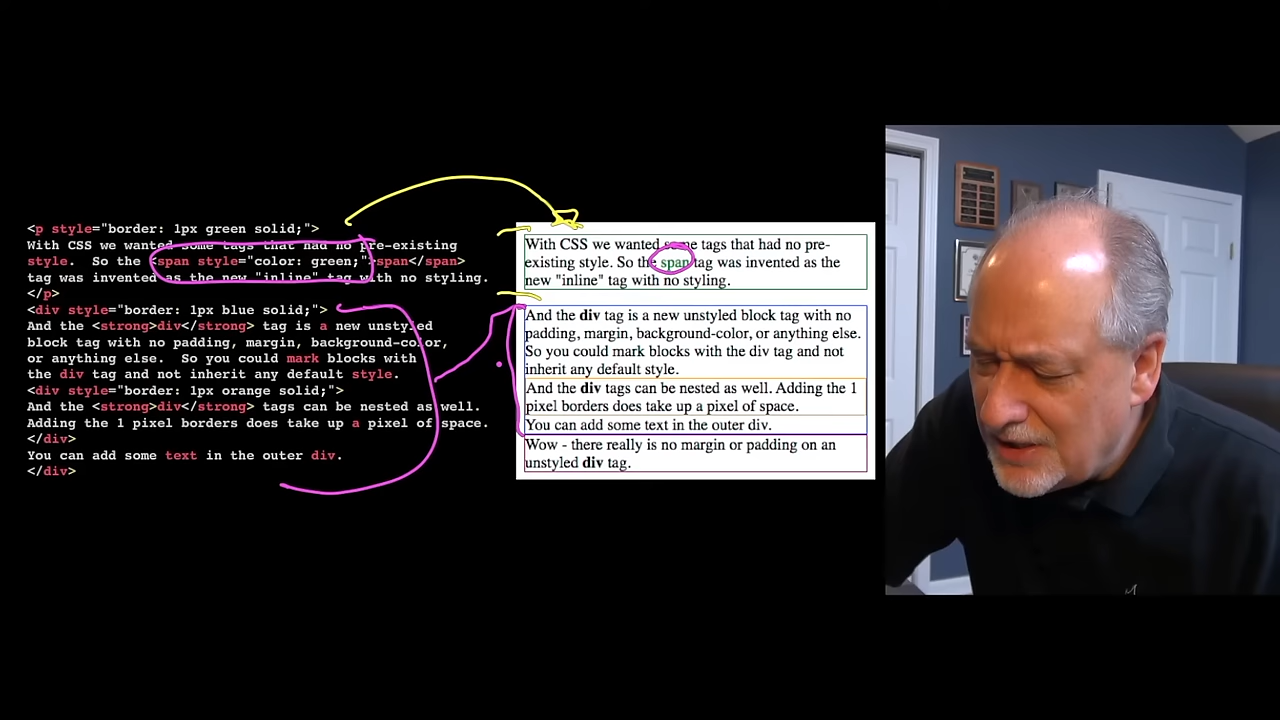 <p style="border: 1px green solid;">
With CSS we wanted some tags that had no pre-existing
style.  So the <span style="color: green;">span</span>
tag was invented as the new "inline" tag with no styling.
</p>
<div style="border: 1px blue solid;">
And the <strong>div</strong> tag is a new unstyled
block tag with no padding, margin, background-color,
or anything else.  So you could mark blocks with
the div tag and not inherit any default style.
<div style="border: 1px orange solid;">
And the <strong>div</strong> tags can be nested as well.
Adding the 1 pixel borders does take up a pixel of space.
</div>
You can add some text in the outer div.
</div>
With CSS we wanted some tags that had no pre-
existing style. So the span tag was invented as the
new "inline" tag with no styling.
And the div tag is a new unstyled block tag with no
padding, margin, background-color, or anything else.
So you could mark blocks with the div tag and not
inherit any default style.
And the div tags can be nested as well. Adding the 1
pixel borders does take up a pixel of space.
You can add some text in the outer div.
Wow - there really is no margin or padding on an
unstyled div tag.